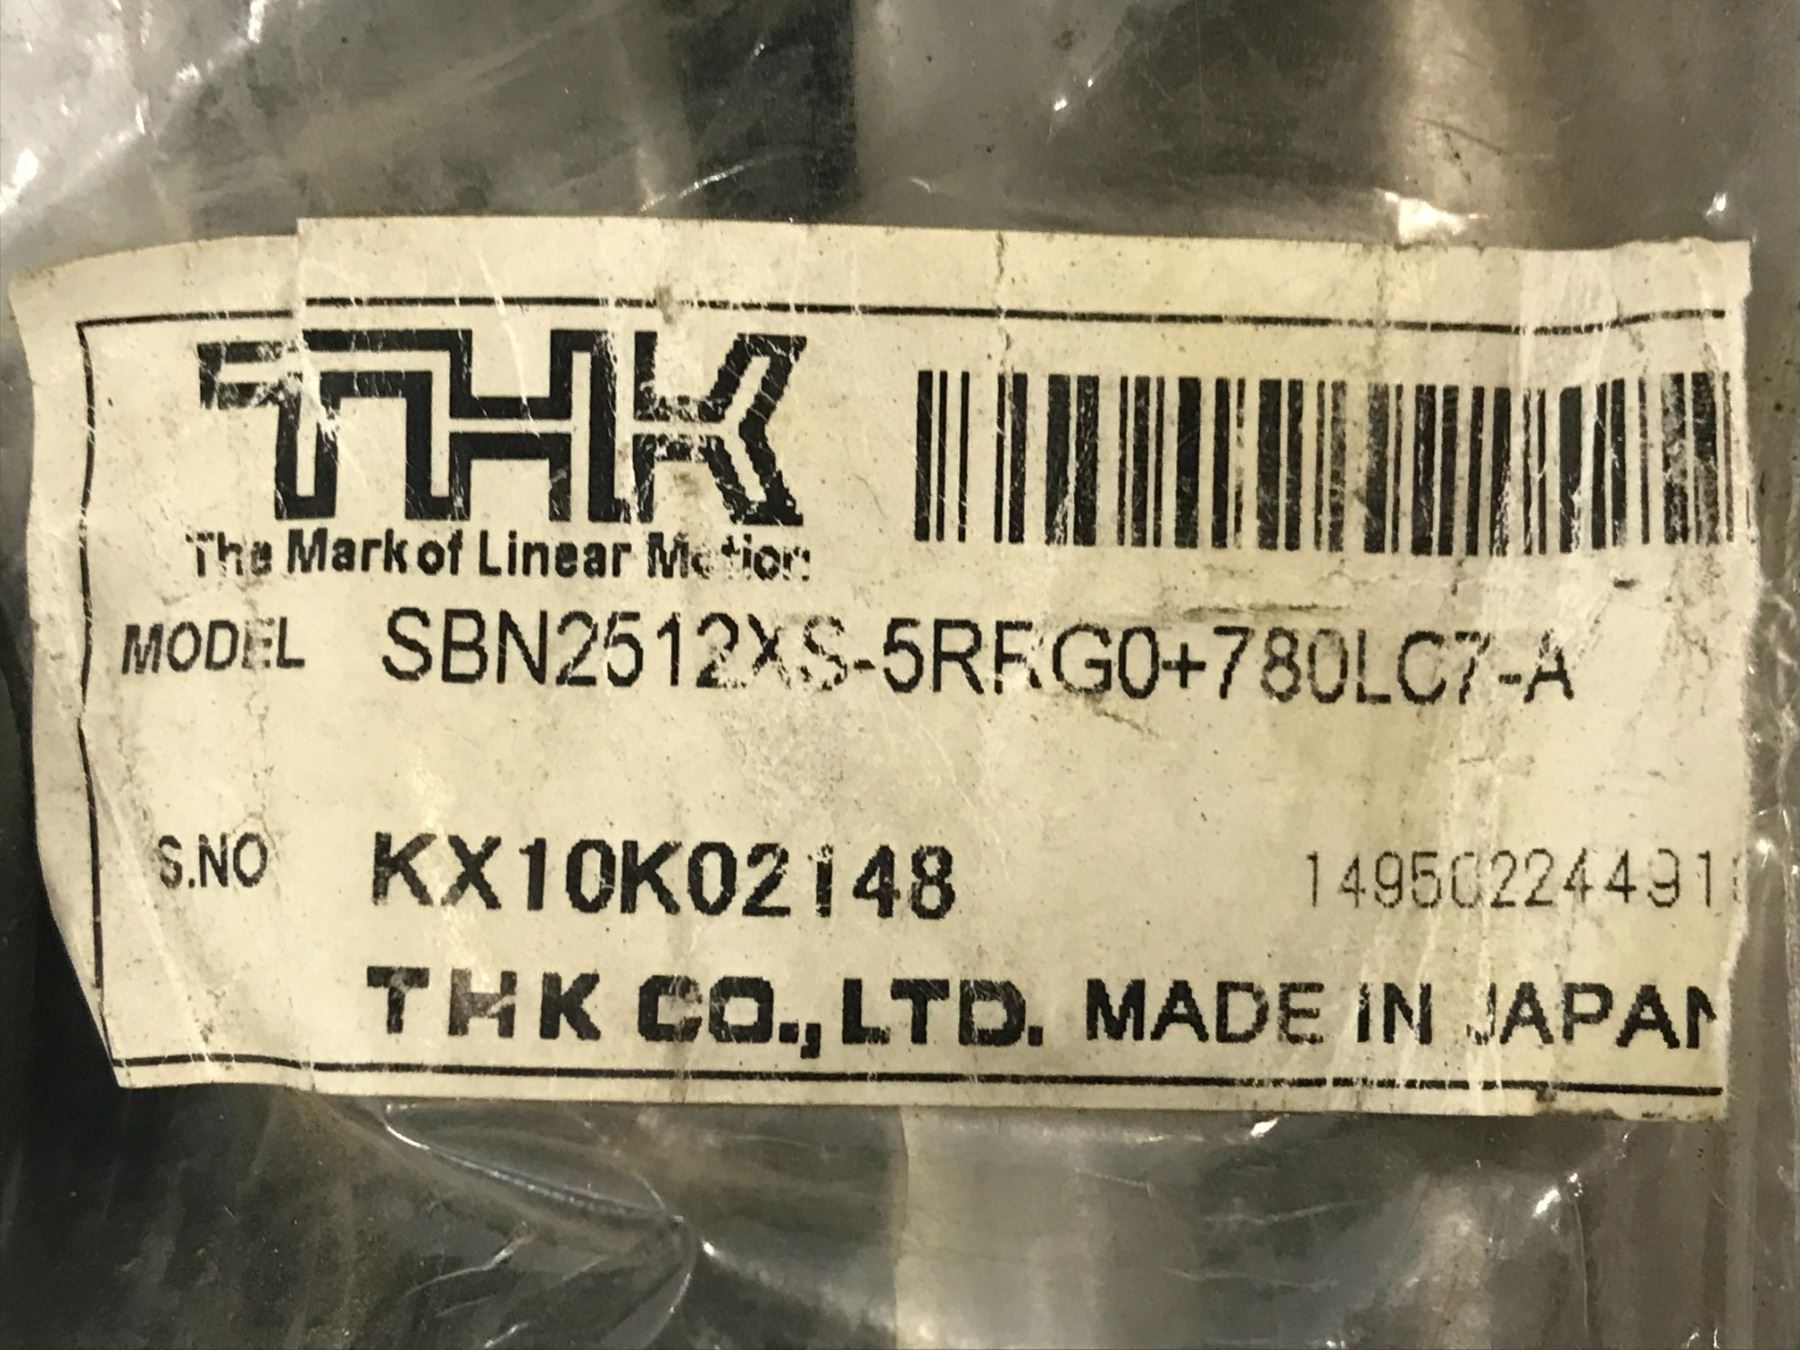 THK
The Mark of Linear Motion
MODEL SBN2512XS-5RRG0+780LC7-A
S.NO KX10K02148
THK CO.,LTD. MADE IN JAPAN